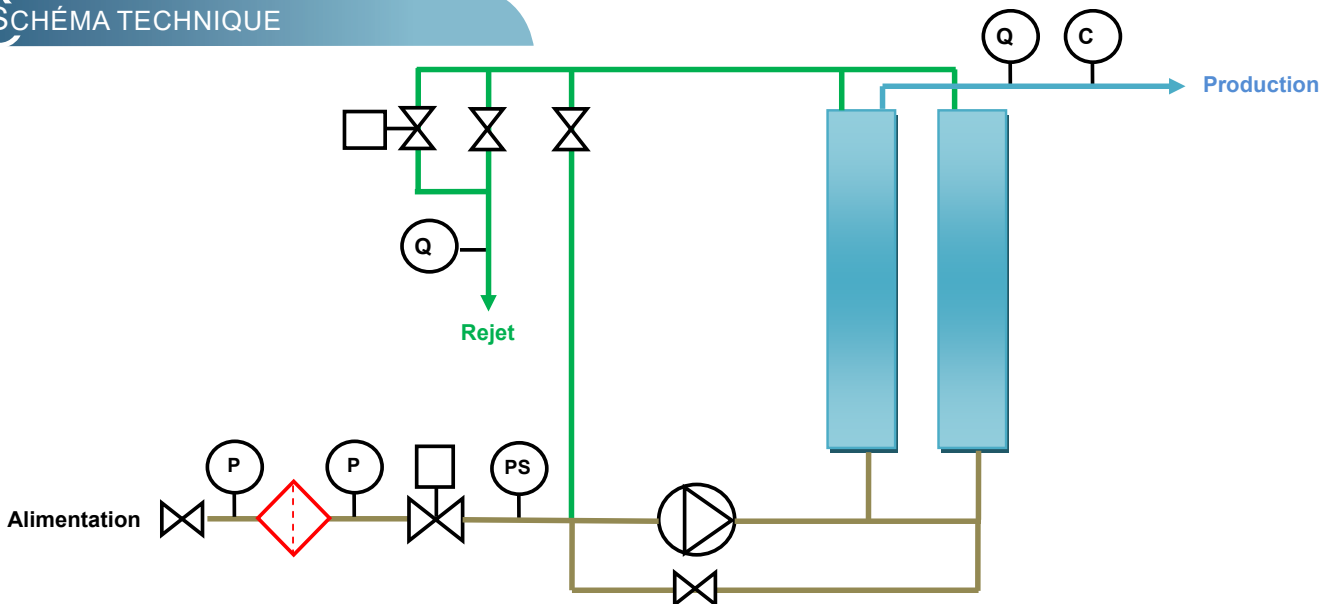 SCHÉMA TECHNIQUE
Q C
Production
Q
Rejet
P P PS
Alimentation